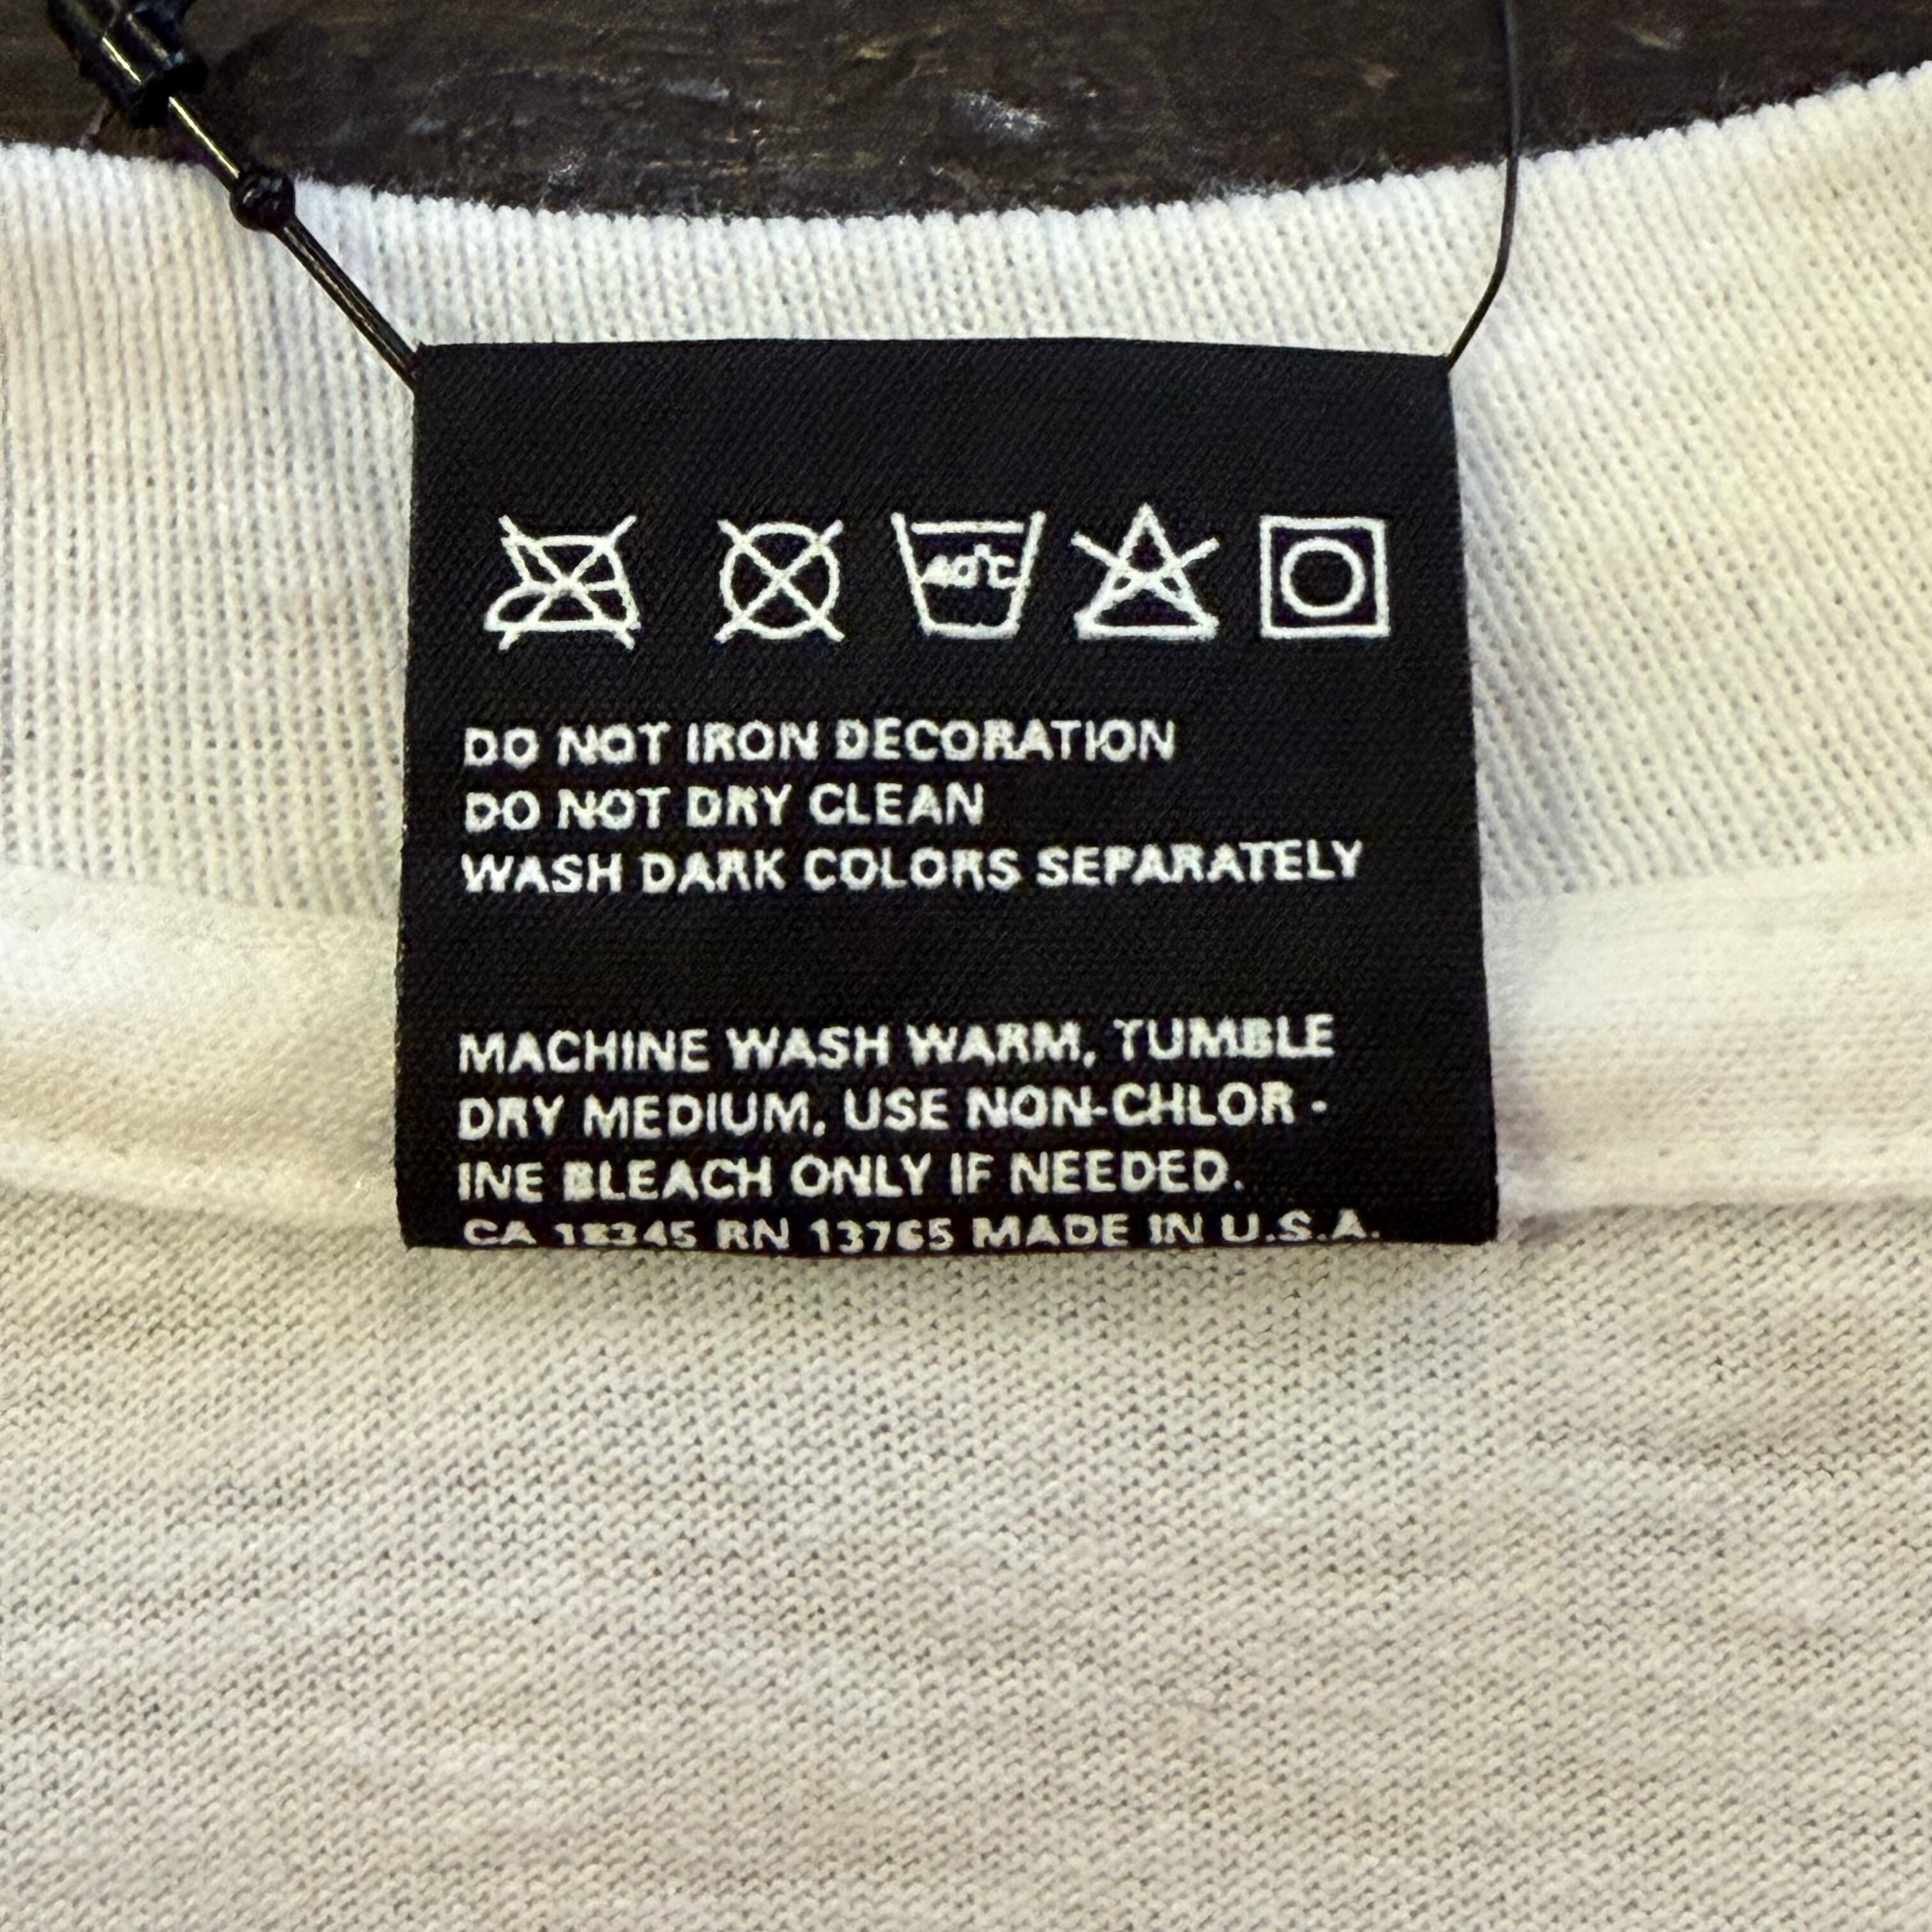 40°C
DO NOT IRON DECORATION
DO NOT DRY CLEAN
WASH DARK COLORS SEPARATELY
MACHINE WASH WARM, TUMBLE
DRY MEDIUM, USE NON-CHLOR -
INE BLEACH ONLY IF NEEDED.
CA RN 13765 MADE IN U.S.A.